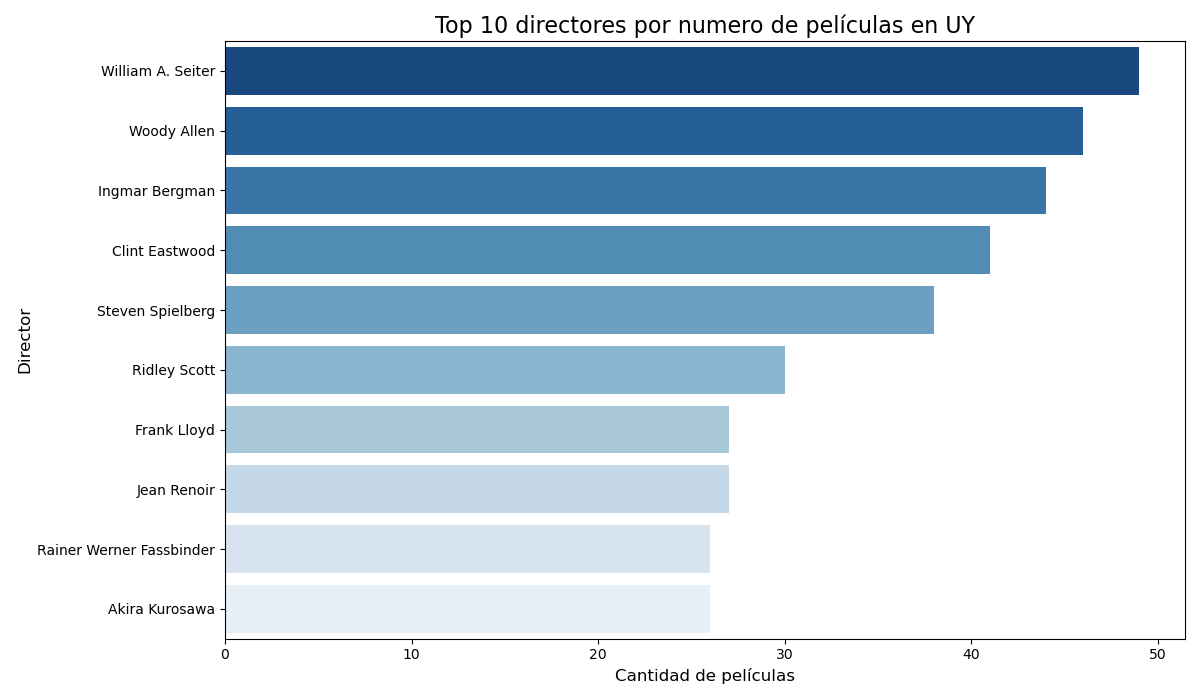 Top 10 directores por numero de películas en UY
Director
William A. Seiter
Woody Allen
Ingmar Bergman
Clint Eastwood
Steven Spielberg
Ridley Scott
Frank Lloyd
Jean Renoir
Rainer Werner Fassbinder
Akira Kurosawa
0 10 20 30 40 50
Cantidad de películas